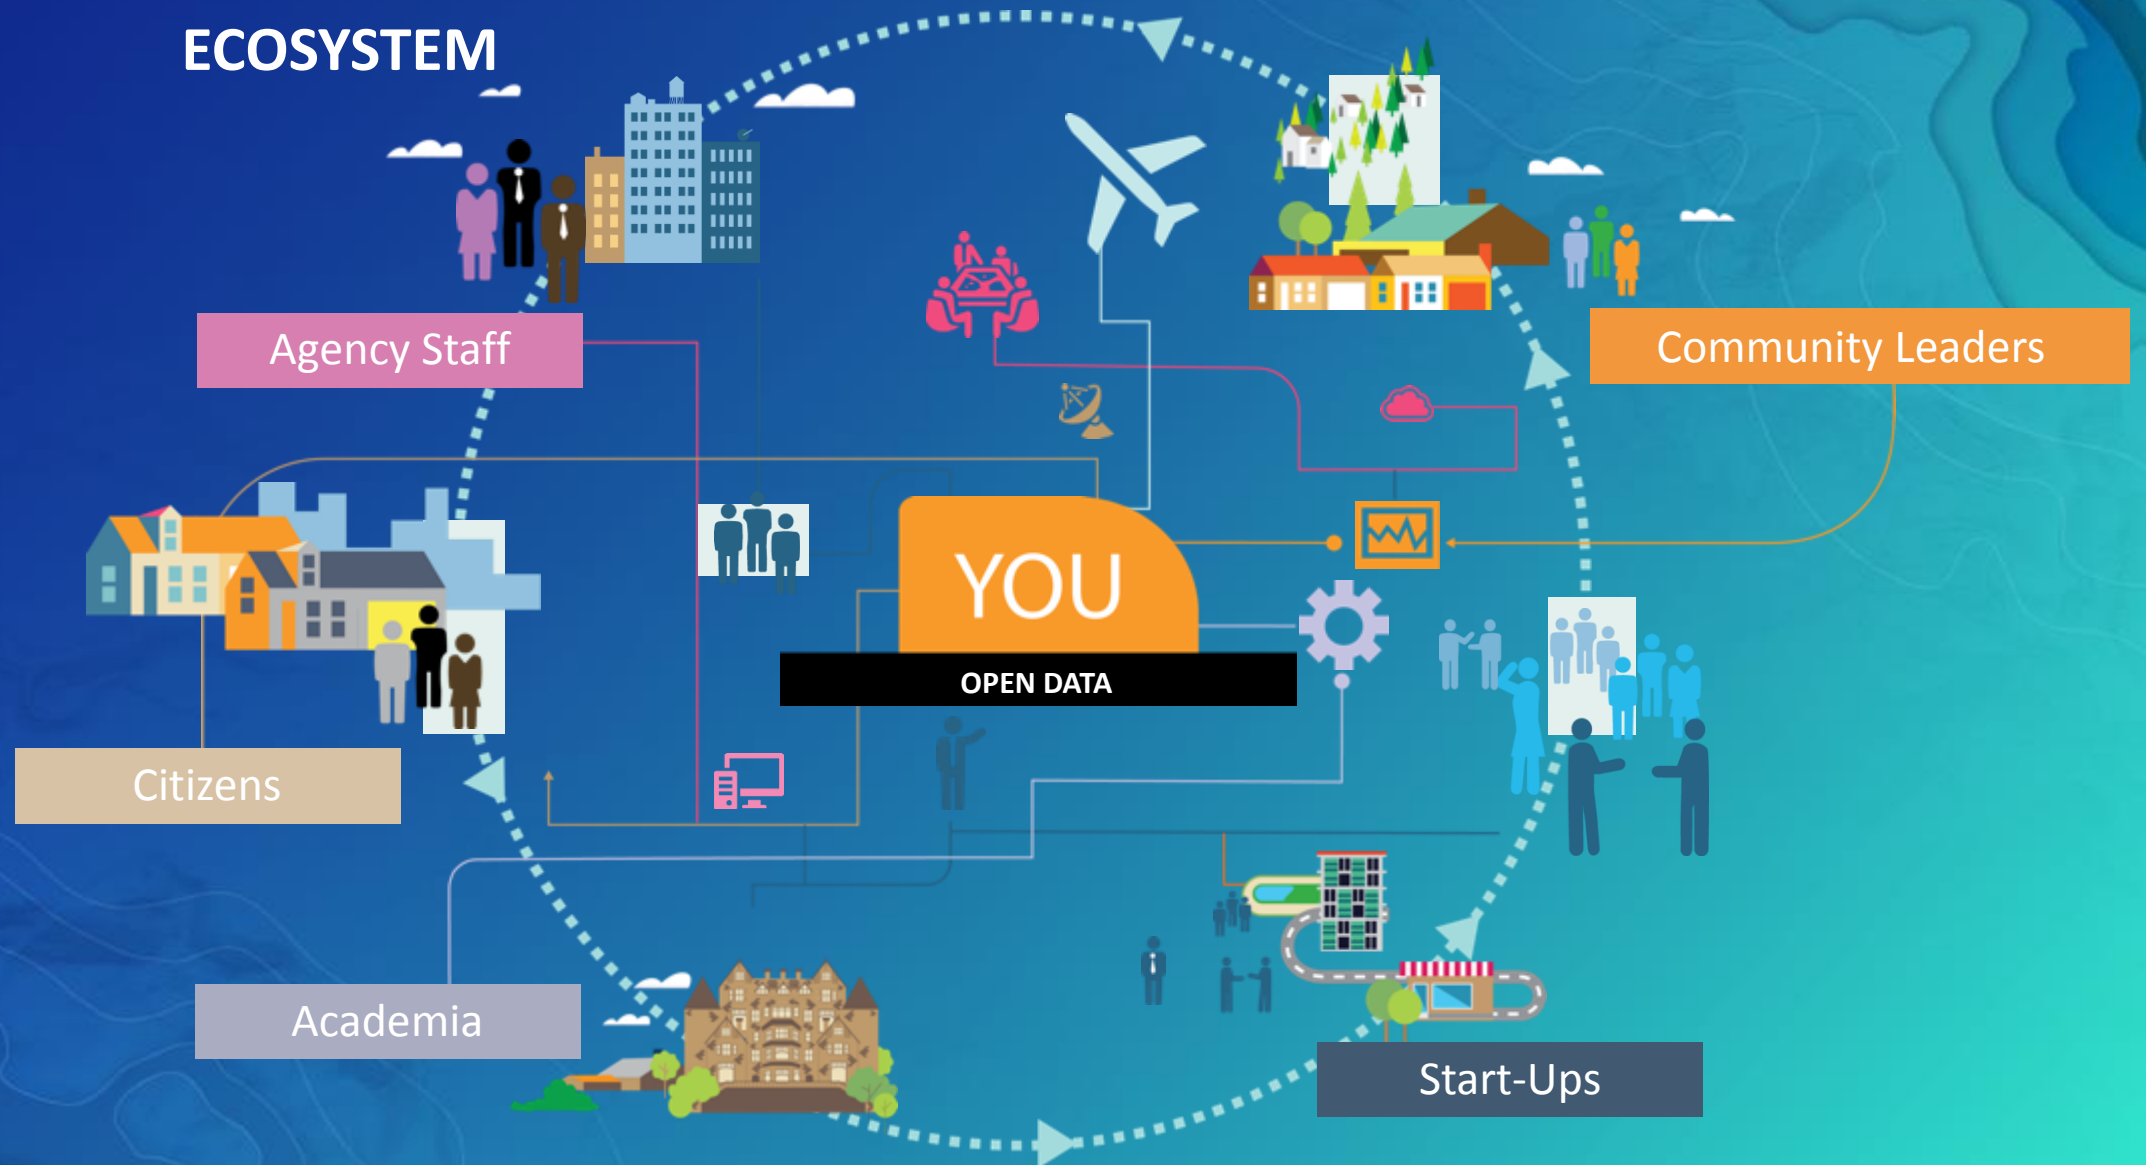 ECOSYSTEM
Agency Staff
Community Leaders
YOU
OPEN DATA
Citizens
Academia
Start-Ups